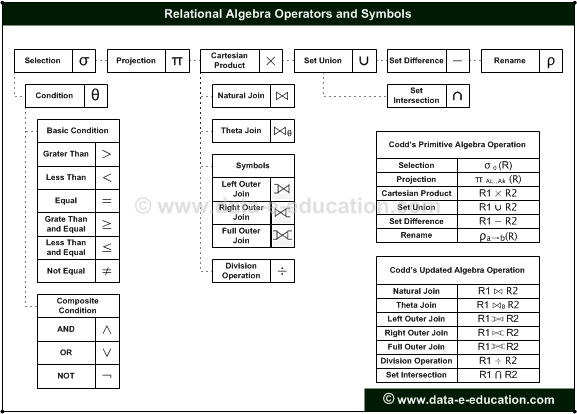 Relational Algebra Operators and Symbols
Selection σ
Projection π
Cartesian
Product ×
Set Union ∪
Set Difference −
Rename ρ
Condition θ
Natural Join ⋈
Set
Intersection ∩
Basic Condition
Grater Than >
Less Than <
Equal =
Grate Than
and Equal ≥
Less Than
and Equal ≤
Not Equal ≠
Composite
Condition
AND ∧
OR ∨
NOT ¬
Theta Join ⋈θ
Symbols
Left Outer
Join ⟕
Right Outer
Join ⟖
Full Outer
Join ⟗
Division
Operation ÷
Codd's Primitive Algebra Operation
Selection σ θ (R)
Projection π A1...Ak (R)
Cartesian Product R1 × R2
Set Union R1 ∪ R2
Set Difference R1 − R2
Rename ρa→b(R)
Codd's Updated Algebra Operation
Natural Join R1 ⋈ R2
Theta Join R1 ⋈θ R2
Left Outer Join R1 ⟕ R2
Right Outer Join R1 ⟖ R2
Full Outer Join R1 ⟗ R2
Division Operation R1 ÷ R2
Set Intersection R1 ∩ R2
© www.data-e-education.com
© www.data-e-education.com